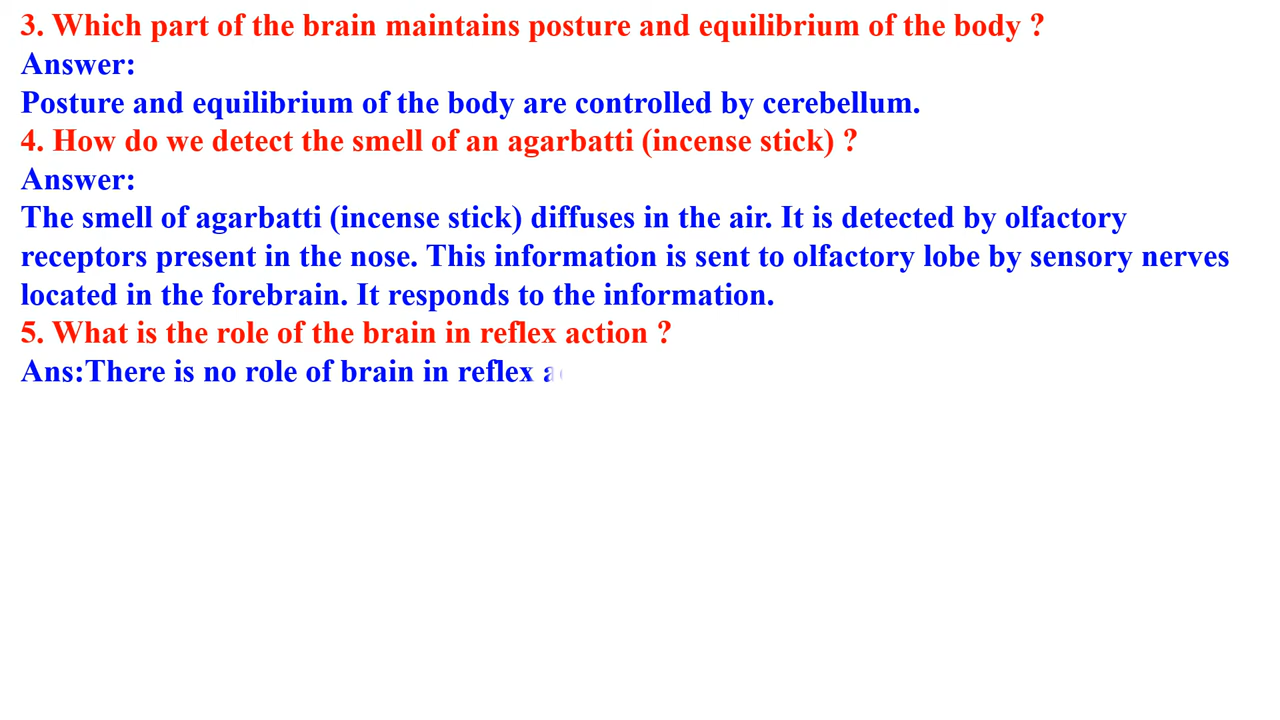 3. Which part of the brain maintains posture and equilibrium of the body ?
Answer:
Posture and equilibrium of the body are controlled by cerebellum.
4. How do we detect the smell of an agarbatti (incense stick) ?
Answer:
The smell of agarbatti (incense stick) diffuses in the air. It is detected by olfactory
receptors present in the nose. This information is sent to olfactory lobe by sensory nerves
located in the forebrain. It responds to the information.
5. What is the role of the brain in reflex action ?
Ans:There is no role of brain in reflex